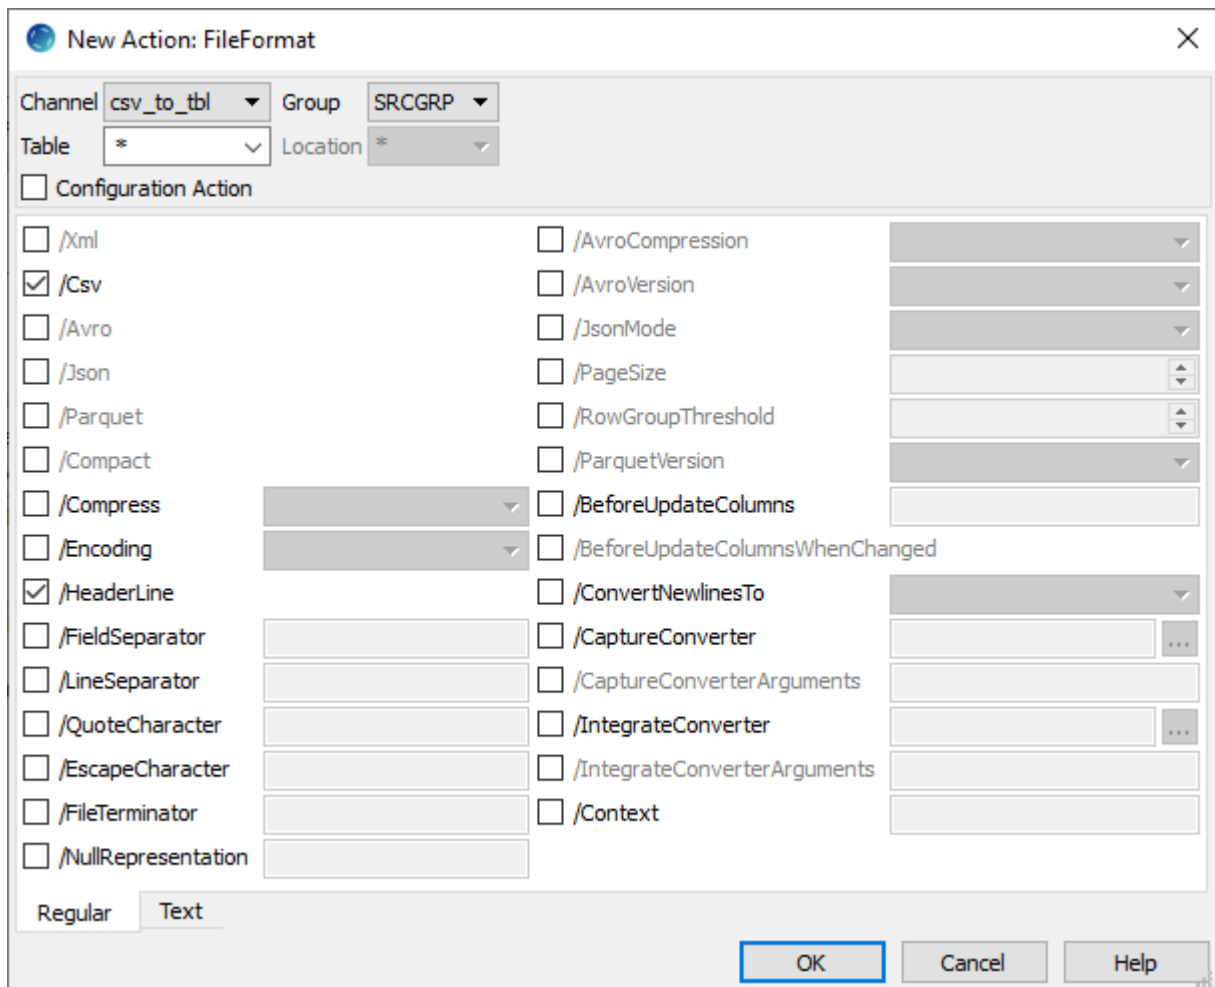 New Action: FileFormat
Channel csv_to_tbl Group SRCGRP
Table * Location *
Configuration Action
/Xml /AvroCompression
/Csv /AvroVersion
/Avro /JsonMode
/Json /PageSize
/Parquet /RowGroupThreshold
/Compact /ParquetVersion
/Compress /BeforeUpdateColumns
/Encoding /BeforeUpdateColumnsWhenChanged
/HeaderLine /ConvertNewlinesTo
/FieldSeparator /CaptureConverter ...
/LineSeparator /CaptureConverterArguments
/QuoteCharacter /IntegrateConverter ...
/EscapeCharacter /IntegrateConverterArguments
/FileTerminator /Context
/NullRepresentation
Regular Text
OK Cancel Help